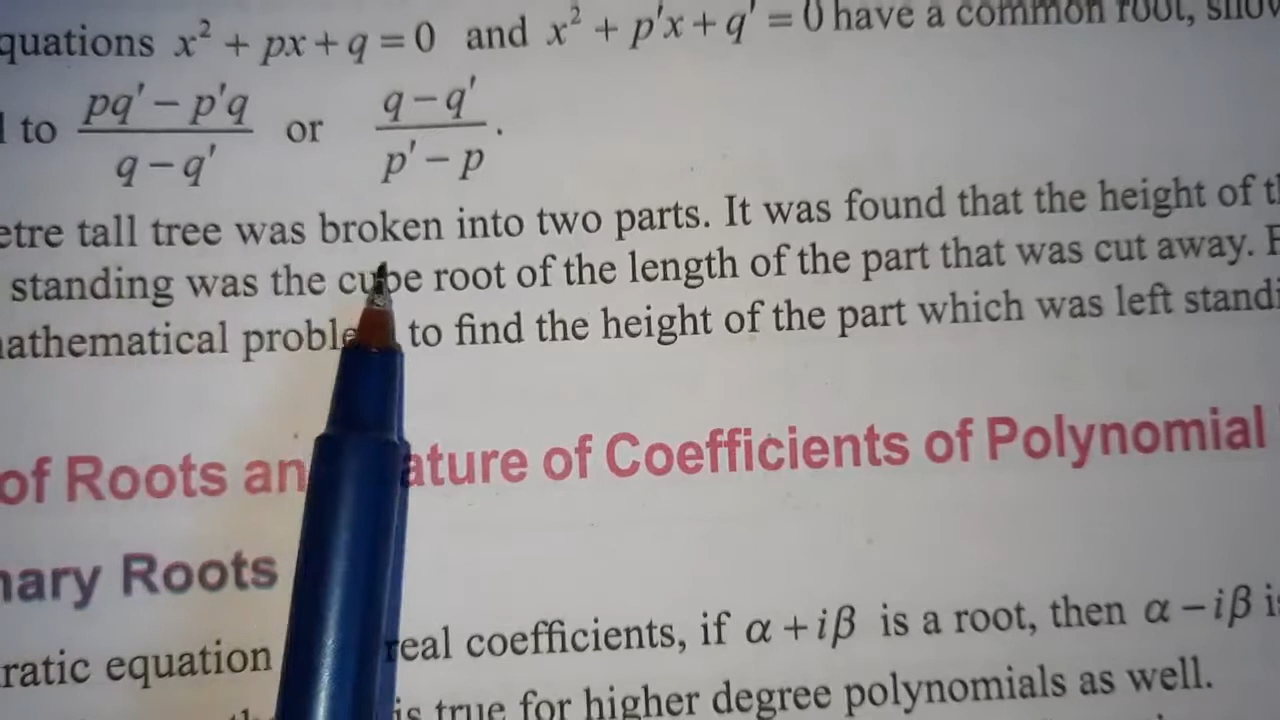 quations x² + px + q = 0 and x² + p'x + q' = 0 have a common root, show
l to pq' − p'q / q − q' or q − q' / p' − p .
etre tall tree was broken into two parts. It was found that the height of th
standing was the cube root of the length of the part that was cut away. F
athematical proble to find the height of the part which was left standi
of Roots an ature of Coefficients of Polynomial
nary Roots
ratic equation real coefficients, if α + iβ is a root, then α − iβ is
is true for higher degree polynomials as well.